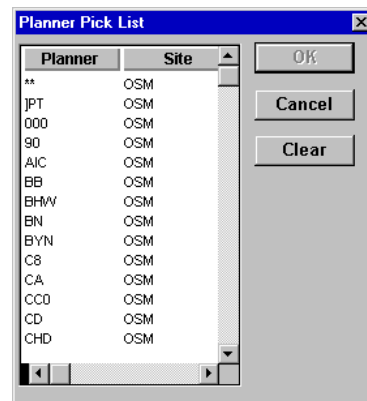 Planner Pick List
Planner Site
** OSM
]PT OSM
000 OSM
90 OSM
AIC OSM
BB OSM
BHW OSM
BN OSM
BYN OSM
C8 OSM
CA OSM
CC0 OSM
CD OSM
CHD OSM
OK
Cancel
Clear